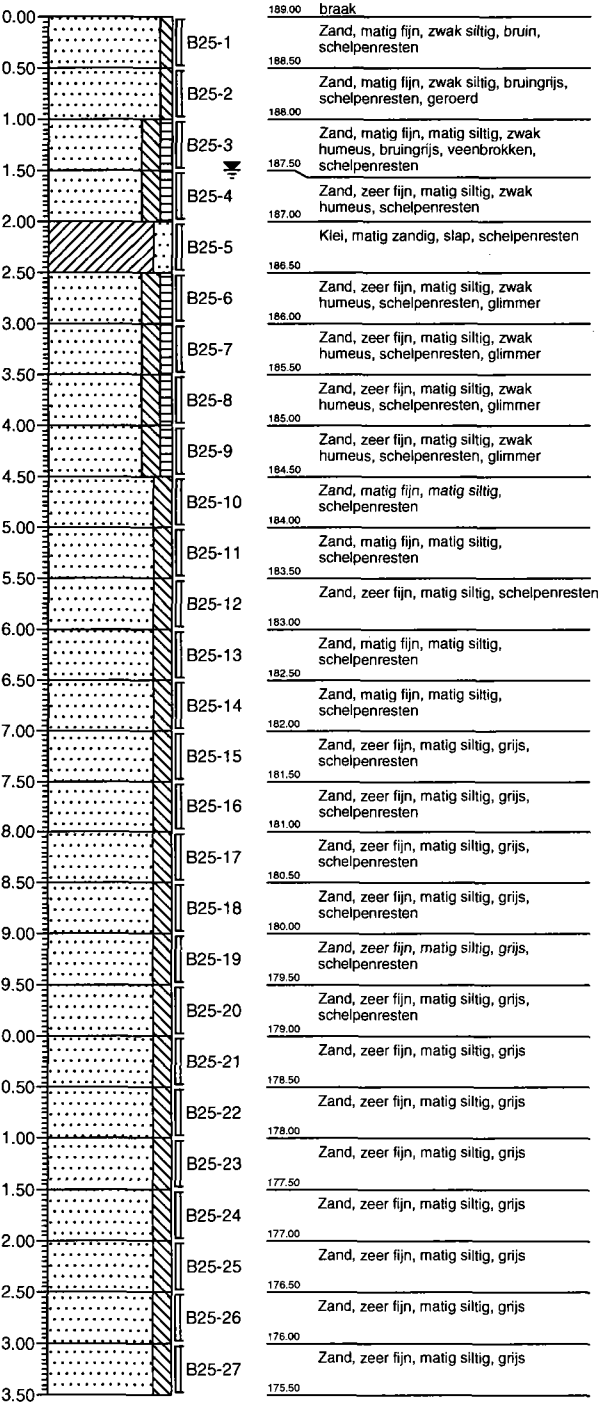 189.00 braak
0.00
B25-1
Zand, matig fijn, zwak siltig, bruin,
schelpenresten
0.50
188.50
B25-2
Zand, matig fijn, zwak siltig, bruingrijs,
schelpenresten, geroerd
1.00
188.00
B25-3
Zand, matig fijn, matig siltig, zwak
humeus, bruingrijs, veenbrokken,
schelpenresten
1.50
187.50
B25-4
Zand, zeer fijn, matig siltig, zwak
humeus, schelpenresten
2.00
187.00
B25-5
Klei, matig zandig, slap, schelpenresten
2.50
186.50
B25-6
Zand, zeer fijn, matig siltig, zwak
humeus, schelpenresten, glimmer
3.00
186.00
B25-7
Zand, zeer fijn, matig siltig, zwak
humeus, schelpenresten, glimmer
3.50
185.50
B25-8
Zand, zeer fijn, matig siltig, zwak
humeus, schelpenresten, glimmer
4.00
185.00
B25-9
Zand, zeer fijn, matig siltig, zwak
humeus, schelpenresten, glimmer
4.50
184.50
B25-10
Zand, matig fijn, matig siltig,
schelpenresten
5.00
184.00
B25-11
Zand, matig fijn, matig siltig,
schelpenresten
5.50
183.50
B25-12
Zand, zeer fijn, matig siltig, schelpenresten
6.00
183.00
B25-13
Zand, matig fijn, matig siltig,
schelpenresten
6.50
182.50
B25-14
Zand, matig fijn, matig siltig,
schelpenresten
7.00
182.00
B25-15
Zand, zeer fijn, matig siltig, grijs,
schelpenresten
7.50
181.50
B25-16
Zand, zeer fijn, matig siltig, grijs,
schelpenresten
8.00
181.00
B25-17
Zand, zeer fijn, matig siltig, grijs,
schelpenresten
8.50
180.50
B25-18
Zand, zeer fijn, matig siltig, grijs,
schelpenresten
9.00
180.00
B25-19
Zand, zeer fijn, matig siltig, grijs,
schelpenresten
9.50
179.50
B25-20
Zand, zeer fijn, matig siltig, grijs,
schelpenresten
0.00
179.00
B25-21
Zand, zeer fijn, matig siltig, grijs
0.50
178.50
B25-22
Zand, zeer fijn, matig siltig, grijs
1.00
178.00
B25-23
Zand, zeer fijn, matig siltig, grijs
1.50
177.50
B25-24
Zand, zeer fijn, matig siltig, grijs
2.00
177.00
B25-25
Zand, zeer fijn, matig siltig, grijs
2.50
176.50
B25-26
Zand, zeer fijn, matig siltig, grijs
3.00
176.00
B25-27
Zand, zeer fijn, matig siltig, grijs
3.50
175.50